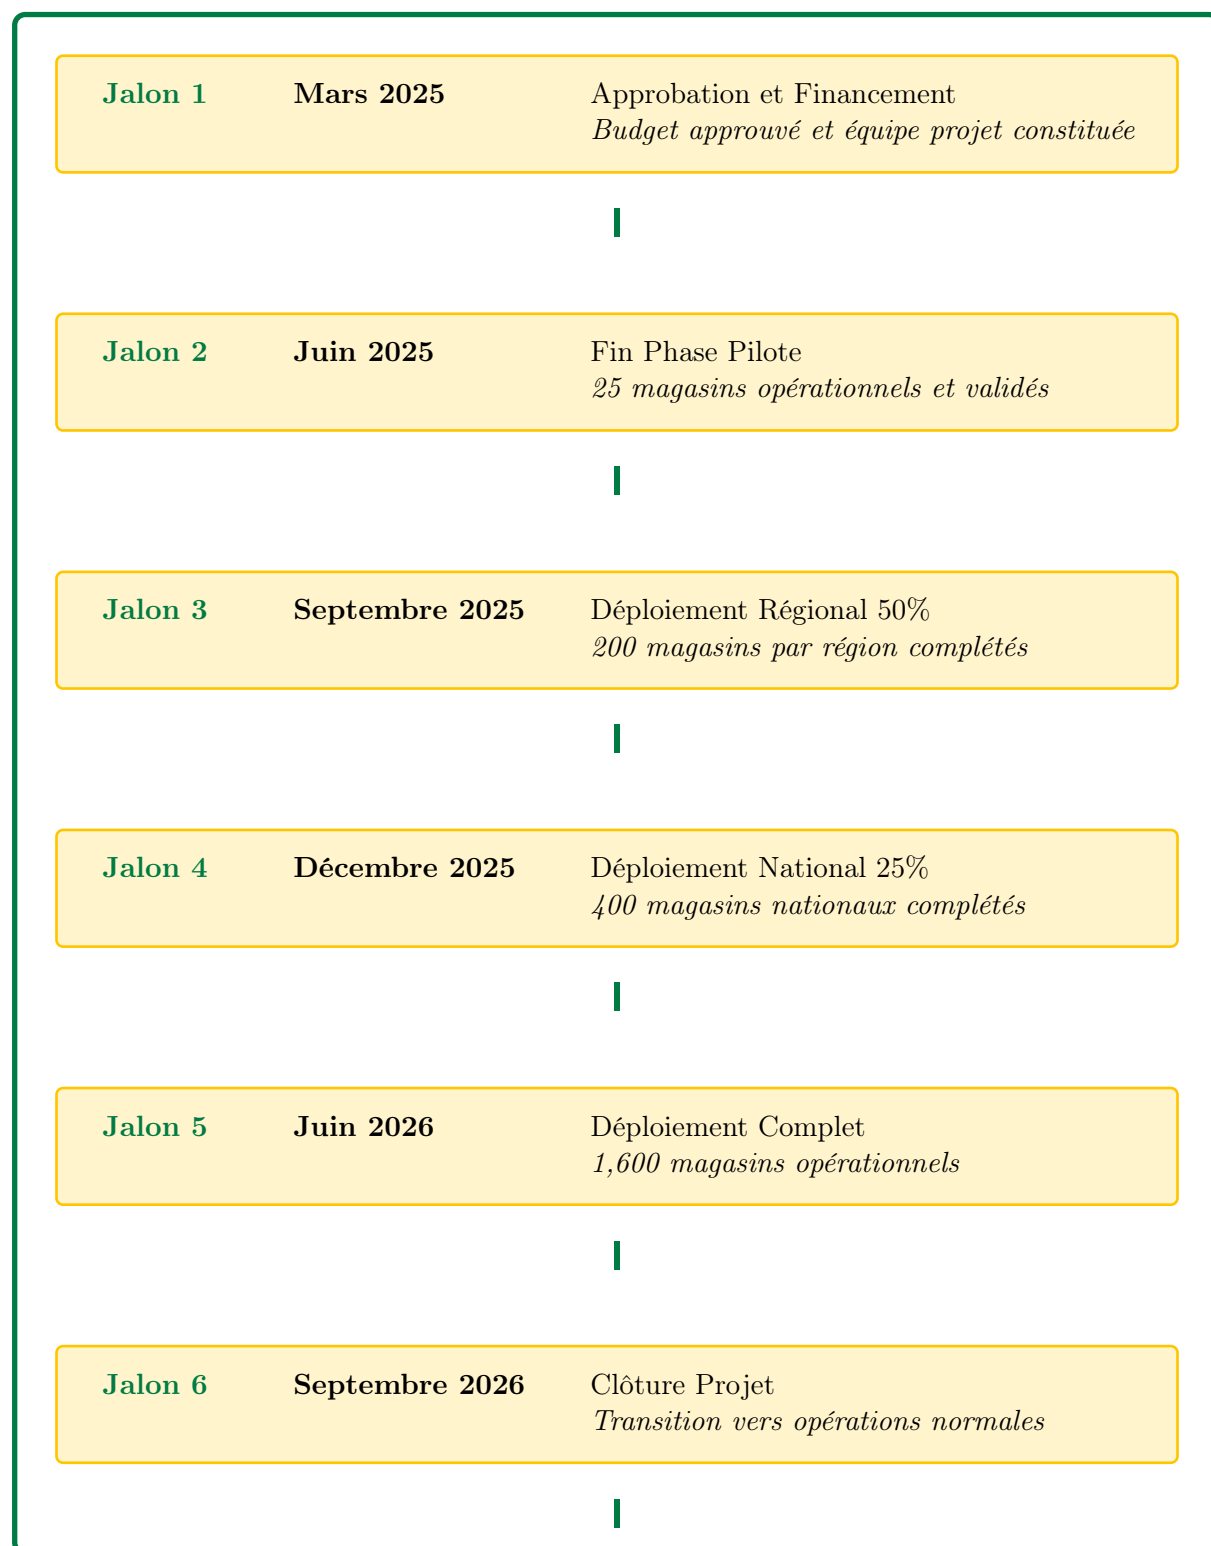 Jalon 1 Mars 2025 Approbation et Financement
Budget approuvé et équipe projet constituée
Jalon 2 Juin 2025 Fin Phase Pilote
25 magasins opérationnels et validés
Jalon 3 Septembre 2025 Déploiement Régional 50%
200 magasins par région complétés
Jalon 4 Décembre 2025 Déploiement National 25%
400 magasins nationaux complétés
Jalon 5 Juin 2026 Déploiement Complet
1,600 magasins opérationnels
Jalon 6 Septembre 2026 Clôture Projet
Transition vers opérations normales